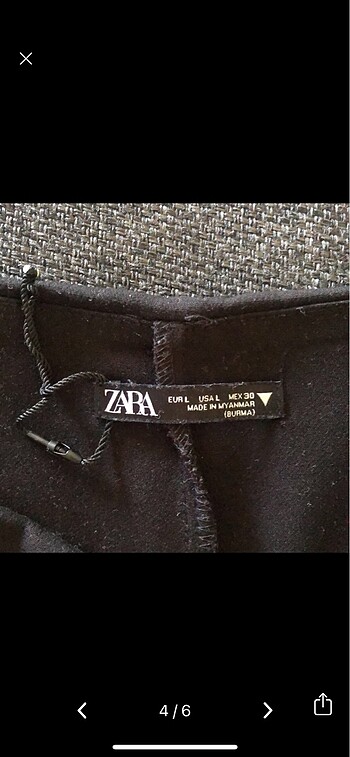 ZARA
EUR L USA L MEX 30
MADE IN MYANMAR
(BURMA)
4/6